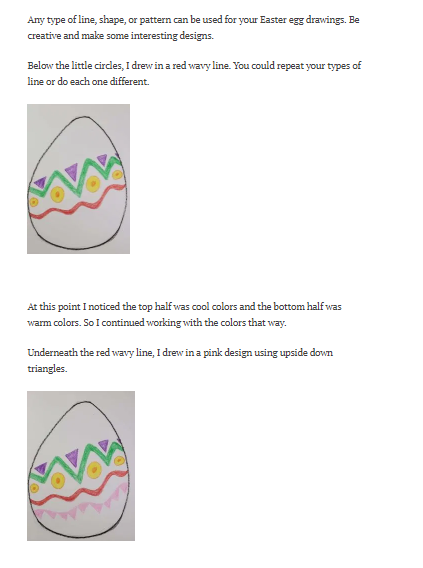 Any type of line, shape, or pattern can be used for your Easter egg drawings. Be
creative and make some interesting designs.
Below the little circles, I drew in a red wavy line. You could repeat your types of
line or do each one different.
At this point I noticed the top half was cool colors and the bottom half was
warm colors. So I continued working with the colors that way.
Underneath the red wavy line, I drew in a pink design using upside down
triangles.